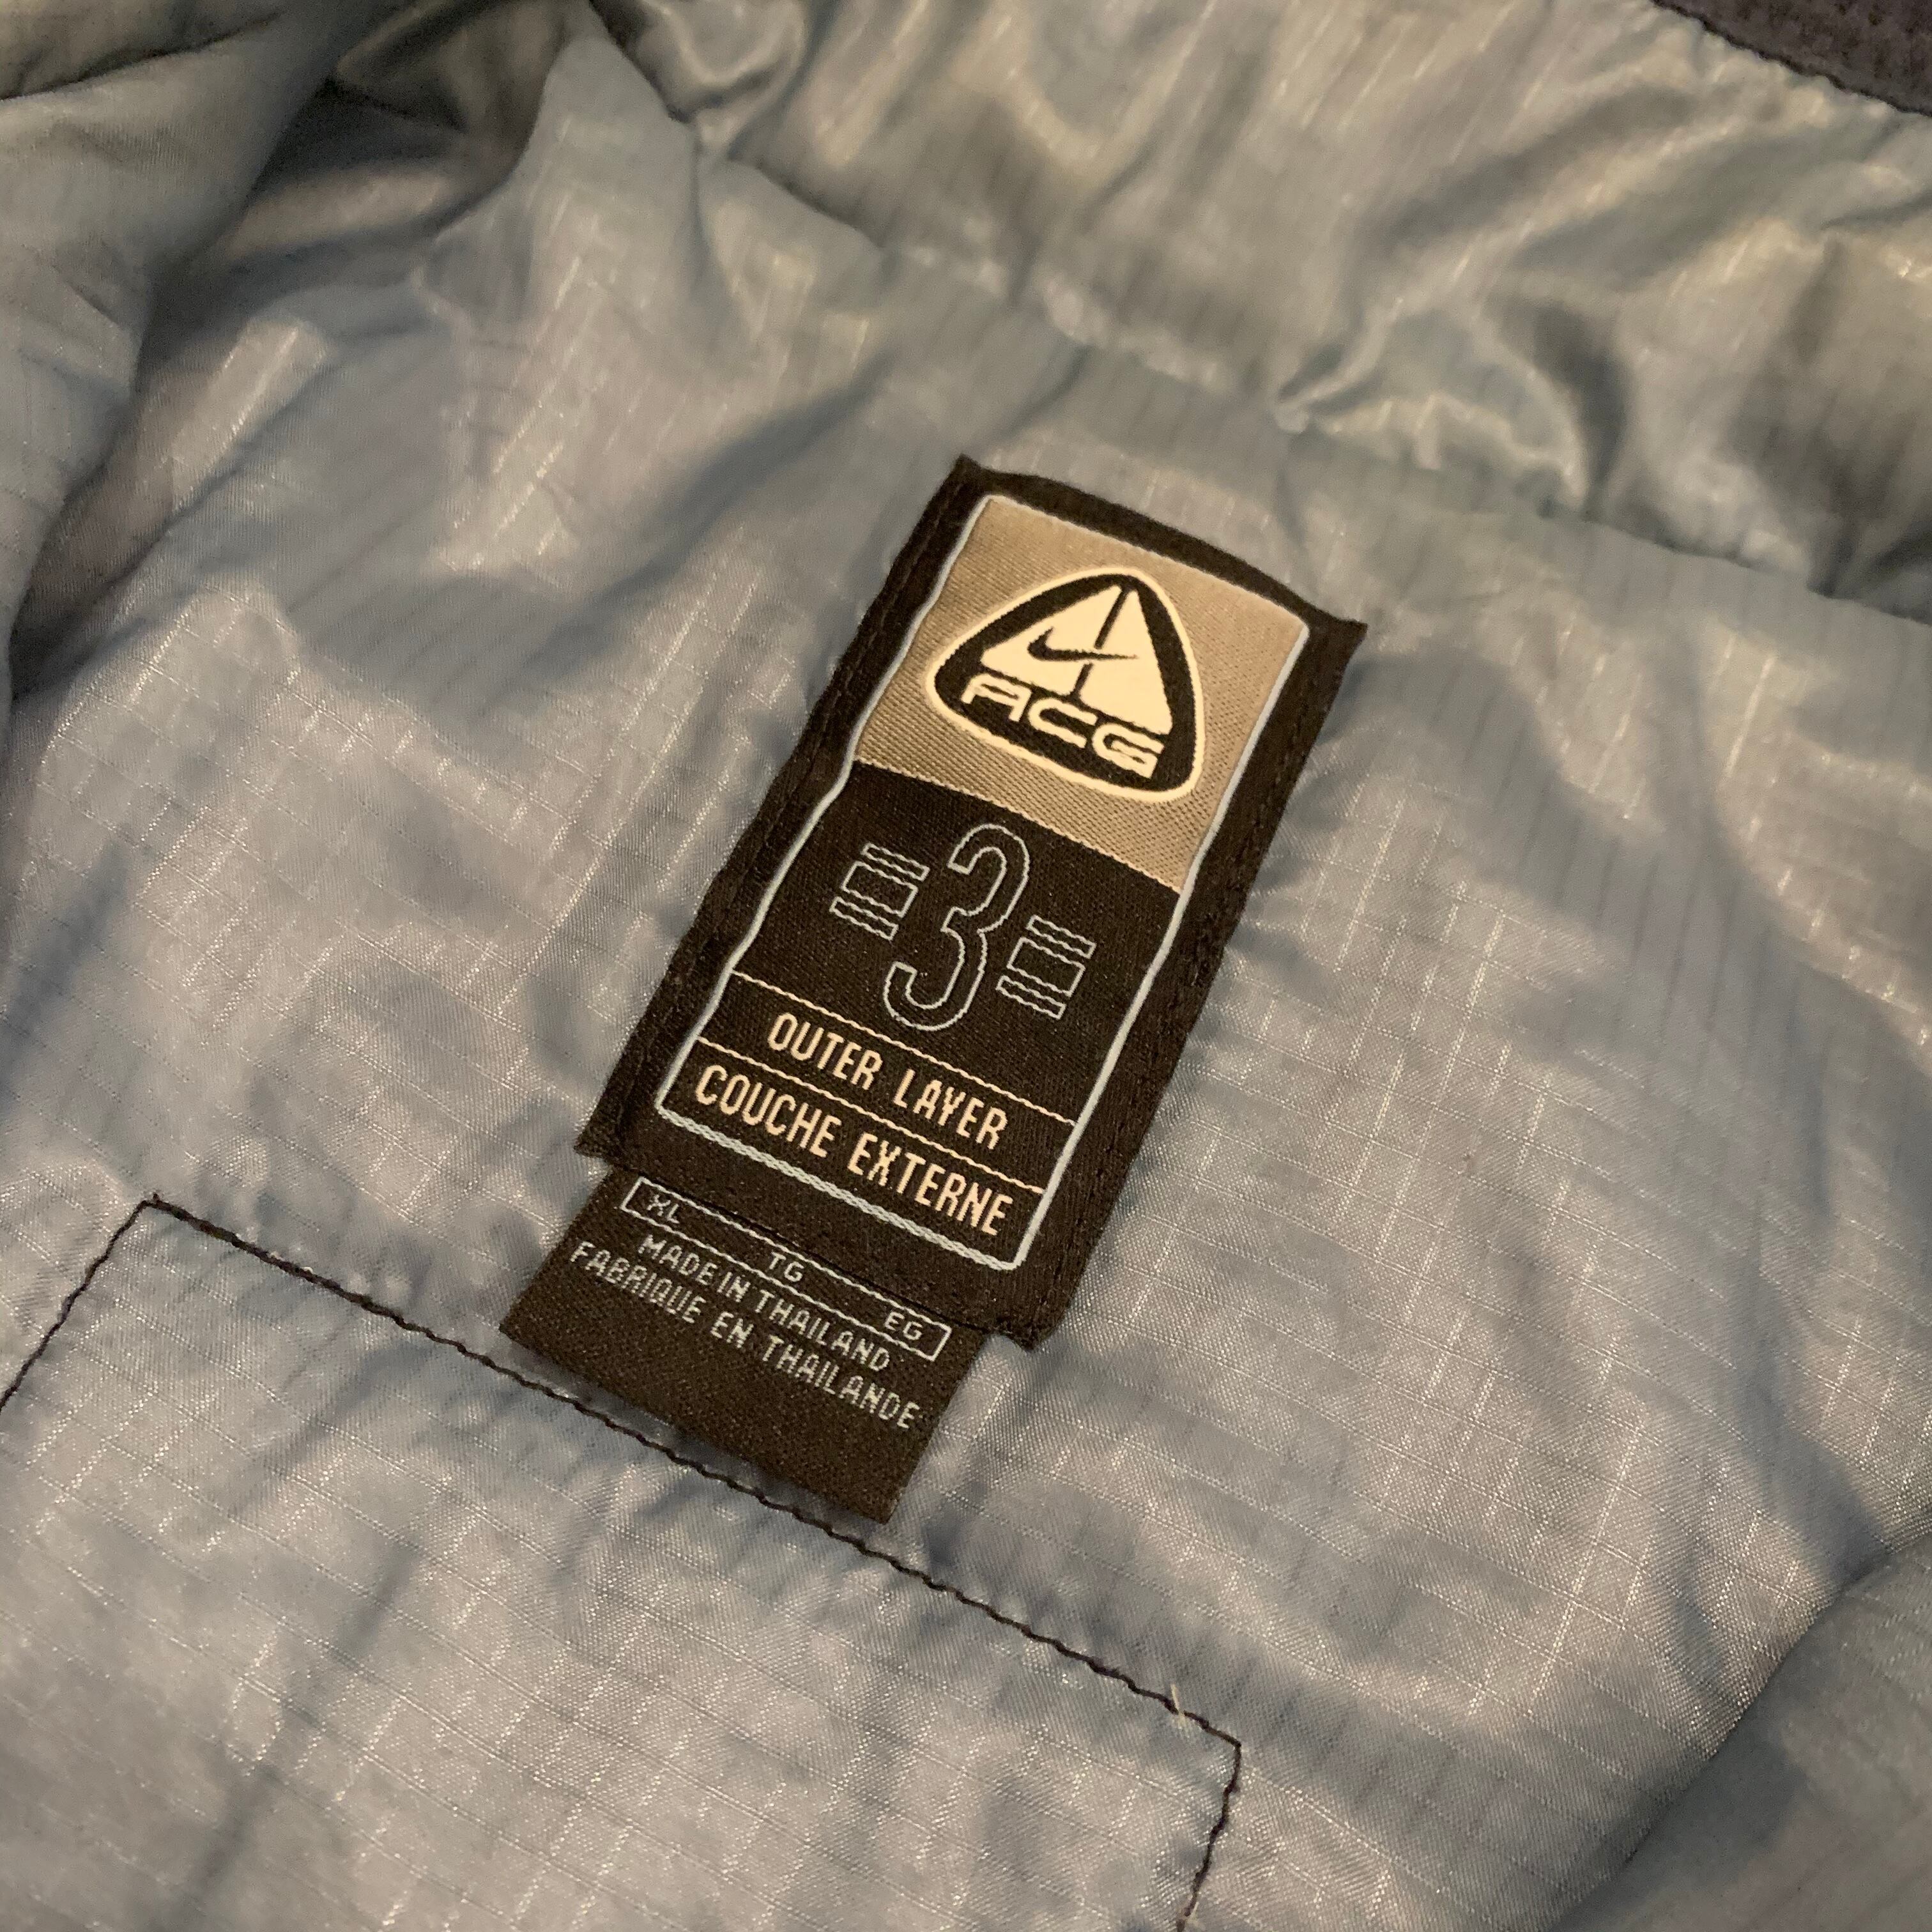 ACG
3
OUTER LAYER
COUCHE EXTERNE
XL TG EG
MADE IN THAILAND
FABRIQUE EN THAILANDE